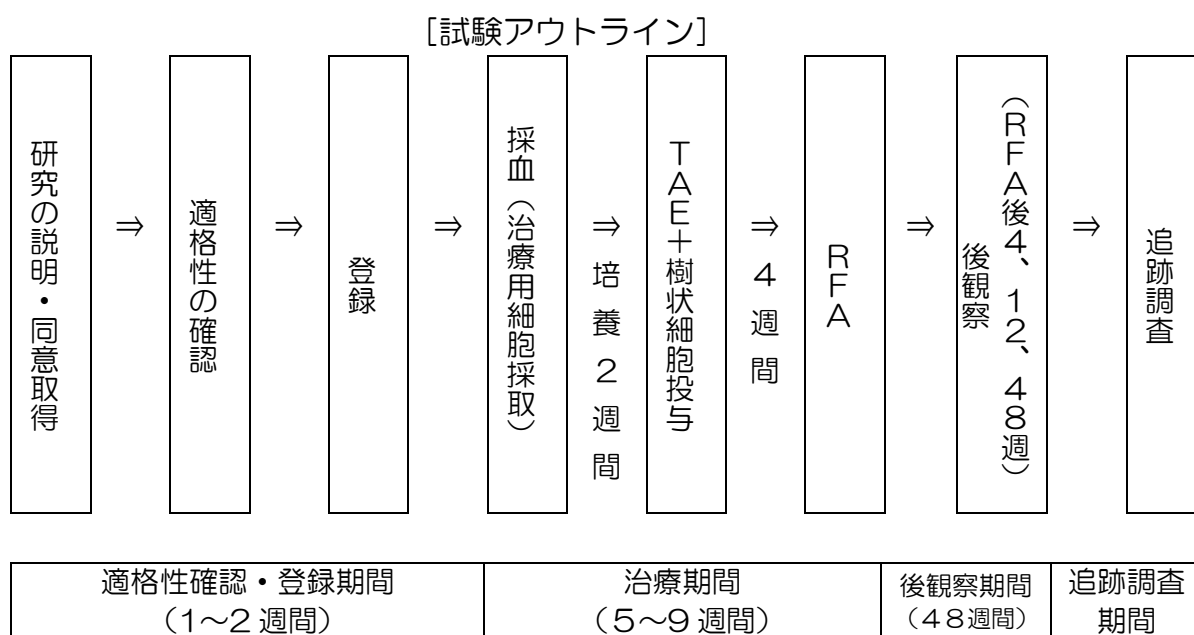 [試験アウトライン]
研究の説明・同意取得
⇒
適格性の確認
⇒
登録
⇒
採血（治療用細胞採取）
⇒
培養２週間
TAE＋樹状細胞投与
⇒
４週間
RFA
⇒
後観察
（RFA後４、１２、４８週）
⇒
追跡調査
適格性確認・登録期間
（１～２週間）
治療期間
（５～９週間）
後観察期間
（４８週間）
追跡調査
期間